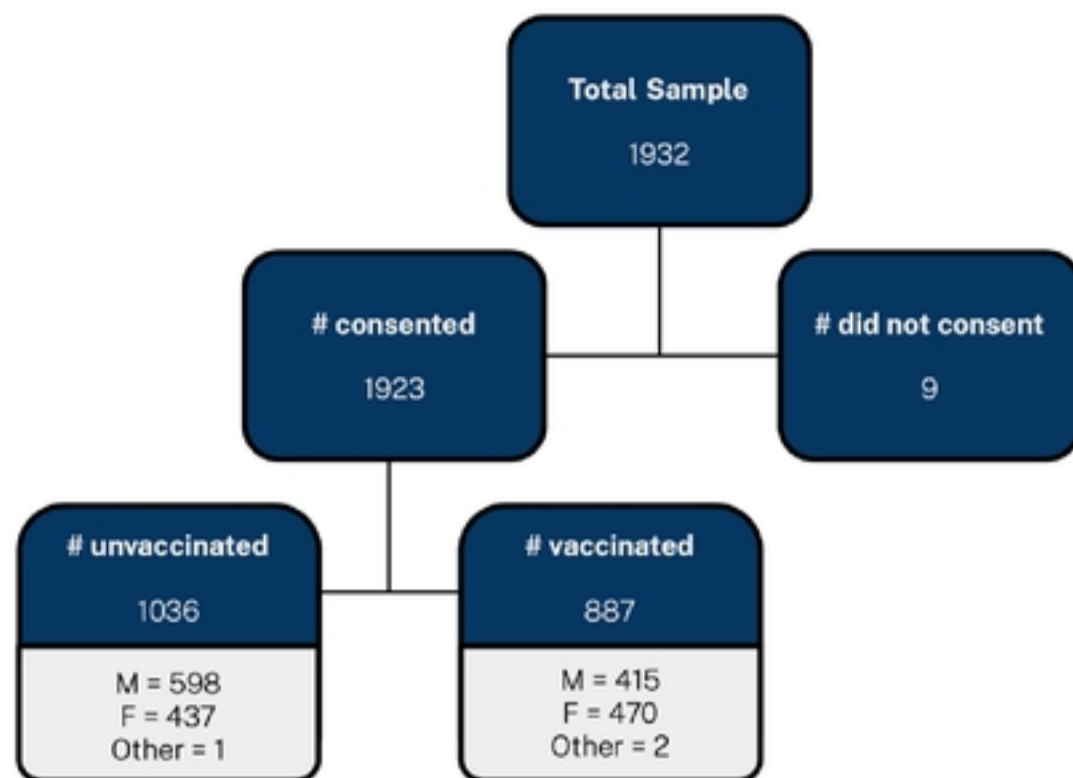 Total Sample
1932
# consented
1923
# did not consent
9
# unvaccinated
1036
M = 598
F = 437
Other = 1
# vaccinated
887
M = 415
F = 470
Other = 2